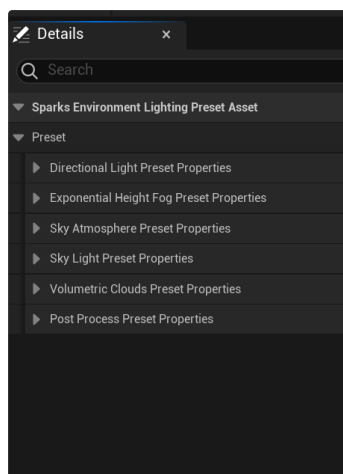 Details
Search
Sparks Environment Lighting Preset Asset
Preset
Directional Light Preset Properties
Exponential Height Fog Preset Properties
Sky Atmosphere Preset Properties
Sky Light Preset Properties
Volumetric Clouds Preset Properties
Post Process Preset Properties